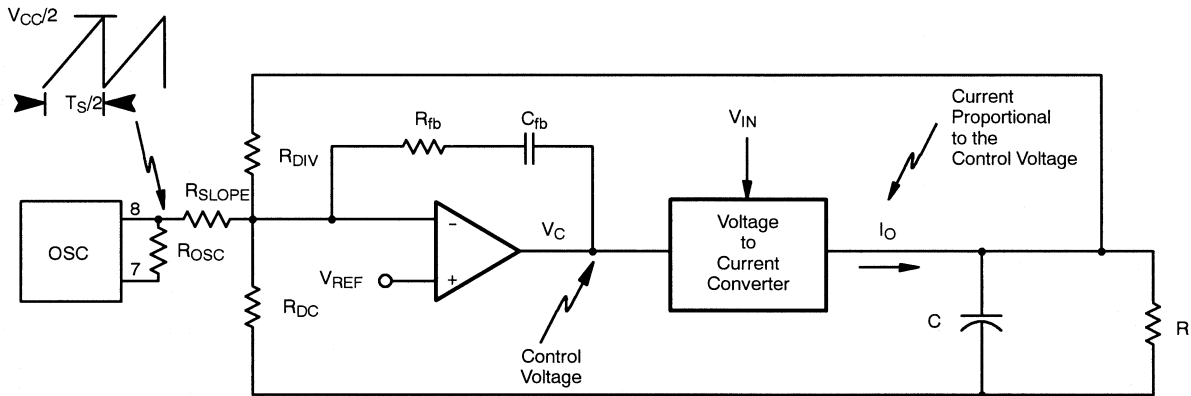 VCC/2
TS/2
OSC
8
7
ROSC
RSLOPE
RDIV
RDC
Rfb
Cfb
VREF
−
+
VC
Control
Voltage
VIN
Voltage
to
Current
Converter
IO
Current
Proportional
to the
Control Voltage
C
R